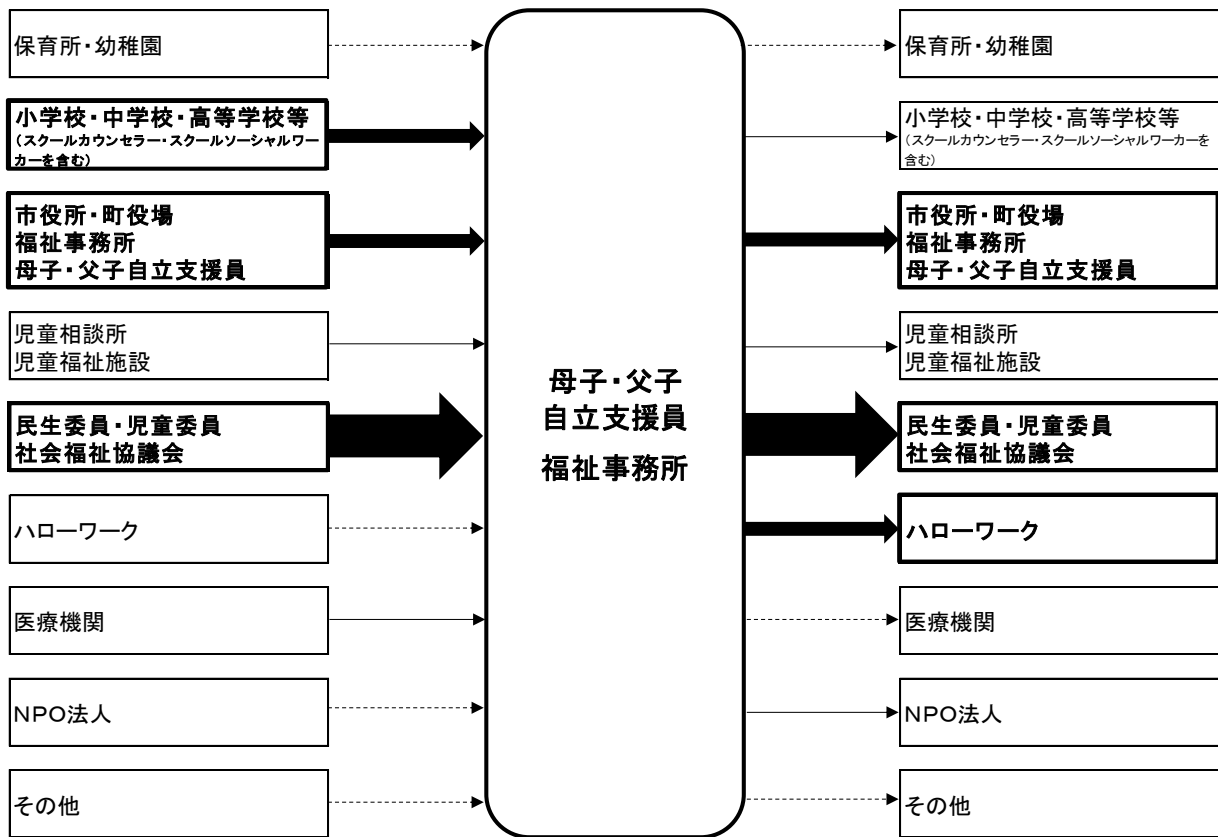 保育所・幼稚園
小学校・中学校・高等学校等
（スクールカウンセラー・スクールソーシャルワー
カーを含む）
市役所・町役場
福祉事務所
母子・父子自立支援員
児童相談所
児童福祉施設
民生委員・児童委員
社会福祉協議会
ハローワーク
医療機関
NPO法人
その他
母子・父子
自立支援員
福祉事務所
保育所・幼稚園
小学校・中学校・高等学校等
（スクールカウンセラー・スクールソーシャルワーカーを
含む）
市役所・町役場
福祉事務所
母子・父子自立支援員
児童相談所
児童福祉施設
民生委員・児童委員
社会福祉協議会
ハローワーク
医療機関
NPO法人
その他